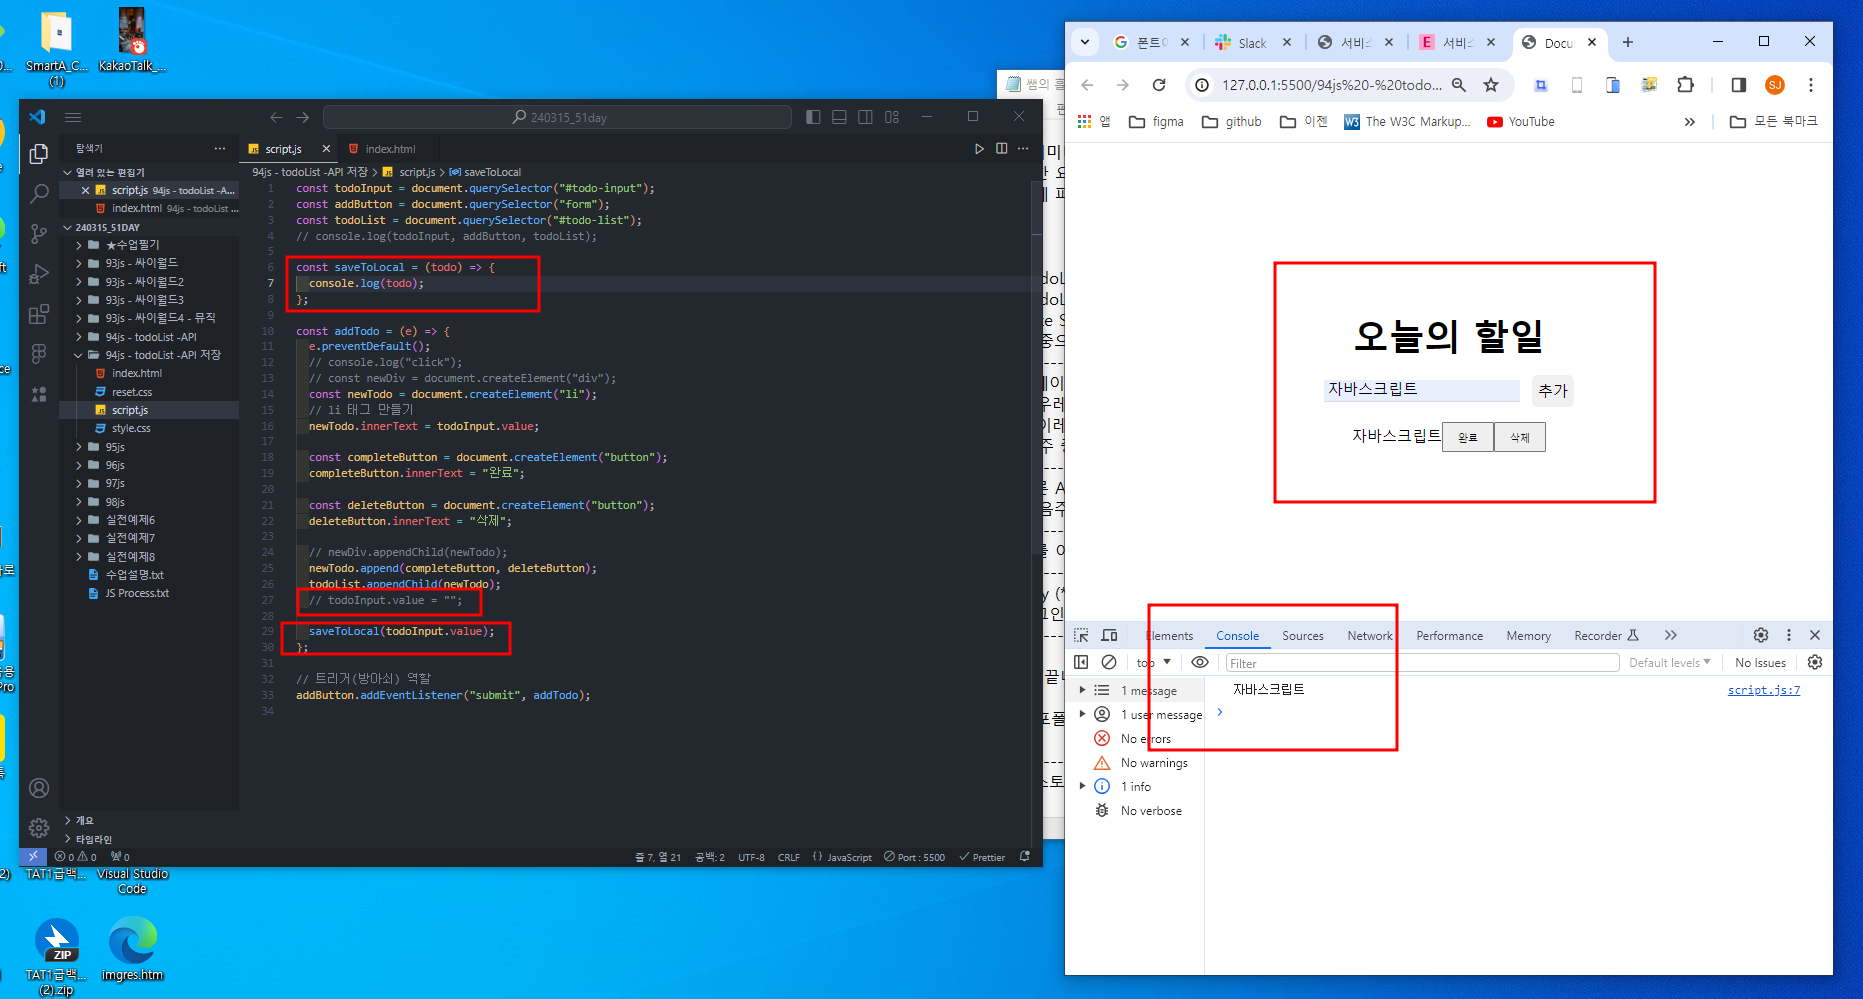 SmartA_C...
(1)
KakaoTalk_...
240315_51day
탐색기
열려 있는 편집기
script.js 94js - todoList -A...
index.html 94js - todoList ...
240315_51DAY
★수업필기
93js - 싸이월드
93js - 싸이월드2
93js - 싸이월드3
93js - 싸이월드4 - 뮤직
94js - todoList -API
94js - todoList -API 저장
index.html
reset.css
script.js
style.css
95js
96js
97js
98js
실전예제6
실전예제7
실전예제8
수업설명.txt
JS Process.txt
개요
타임라인
script.js
index.html
94js - todoList -API 저장 > script.js > saveToLocal
1 const todoInput = document.querySelector("#todo-input");
2 const addButton = document.querySelector("form");
3 const todoList = document.querySelector("#todo-list");
4 // console.log(todoInput, addButton, todoList);
5
6 const saveToLocal = (todo) => {
7 console.log(todo);
8 };
9
10 const addTodo = (e) => {
11 e.preventDefault();
12 // console.log("click");
13 // const newDiv = document.createElement("div");
14 const newTodo = document.createElement("li");
15 // li 태그 만들기
16 newTodo.innerText = todoInput.value;
17
18 const completeButton = document.createElement("button");
19 completeButton.innerText = "완료";
20
21 const deleteButton = document.createElement("button");
22 deleteButton.innerText = "삭제";
23
24 // newDiv.appendChild(newTodo);
25 newTodo.append(completeButton, deleteButton);
26 todoList.appendChild(newTodo);
27 // todoInput.value = "";
28
29 saveToLocal(todoInput.value);
30 };
31
32 // 트리거(방아쇠) 역할
33 addButton.addEventListener("submit", addTodo);
34
0 0 0
줄 7, 열 21 공백: 2 UTF-8 CRLF {} JavaScript Port : 5500 Prettier
TAT1급백...
Visual Studio
Code
TAT1급백...
(2).zip
ZIP
imgres.htm
Slack
서비
서비
Docu
127.0.0.1:5500/94js%20-%20todo...
SJ
앱
figma
github
이젠
The W3C Markup...
YouTube
모든 북마크
오늘의 할일
자바스크립트 추가
자바스크립트 완료 삭제
Elements Console Sources Network Performance Memory Recorder
top Filter Default levels No Issues
1 message
1 user message
No errors
No warnings
1 info
No verbose
자바스크립트 script.js:7